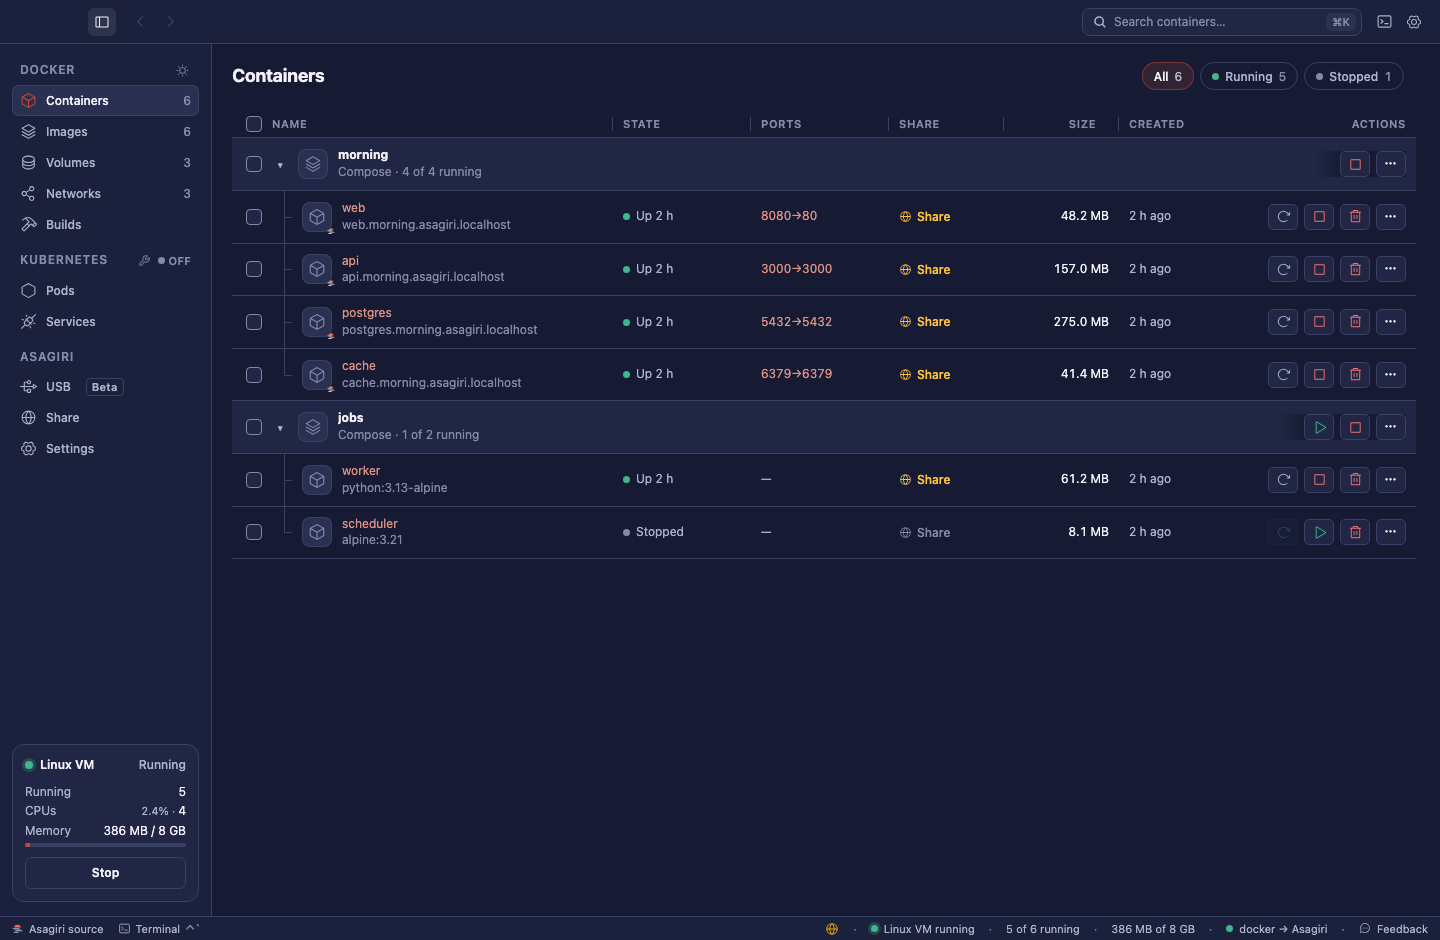 Search containers... ⌘K
DOCKER
Containers 6
Images 6
Volumes 3
Networks 3
Builds
KUBERNETES OFF
Pods
Services
ASAGIRI
USB Beta
Share
Settings
Linux VM Running
Running 5
CPUs 2.4% · 4
Memory 386 MB / 8 GB
Stop
Containers
All 6 Running 5 Stopped 1
NAME STATE PORTS SHARE SIZE CREATED ACTIONS
morning
Compose · 4 of 4 running
web
web.morning.asagiri.localhost
Up 2 h 8080→80 Share 48.2 MB 2 h ago
api
api.morning.asagiri.localhost
Up 2 h 3000→3000 Share 157.0 MB 2 h ago
postgres
postgres.morning.asagiri.localhost
Up 2 h 5432→5432 Share 275.0 MB 2 h ago
cache
cache.morning.asagiri.localhost
Up 2 h 6379→6379 Share 41.4 MB 2 h ago
jobs
Compose · 1 of 2 running
worker
python:3.13-alpine
Up 2 h — Share 61.2 MB 2 h ago
scheduler
alpine:3.21
Stopped — Share 8.1 MB 2 h ago
Asagiri source Terminal ⌃` · Linux VM running · 5 of 6 running · 386 MB of 8 GB · docker → Asagiri · Feedback